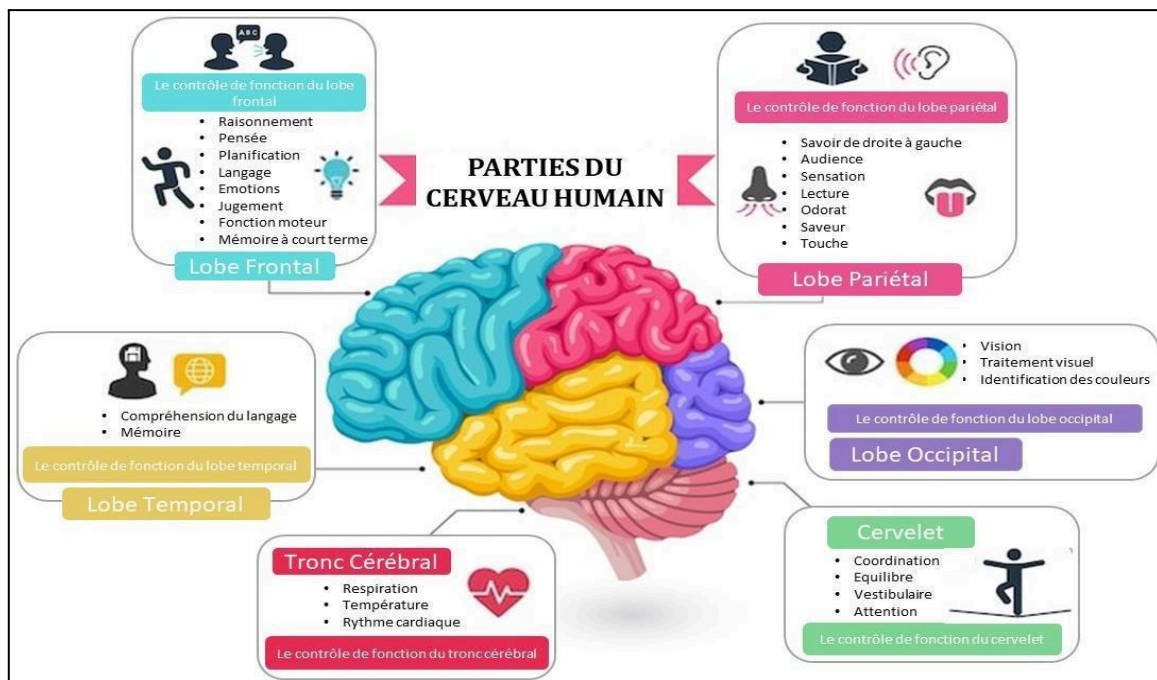 PARTIES DU
CERVEAU HUMAIN
ABC
Le contrôle de fonction du lobe
frontal
Raisonnement
Pensée
Planification
Langage
Emotions
Jugement
Fonction moteur
Mémoire à court terme
Lobe Frontal
Le contrôle de fonction du lobe pariétal
Savoir de droite à gauche
Audience
Sensation
Lecture
Odorat
Saveur
Touche
Lobe Pariétal
Compréhension du langage
Mémoire
Le contrôle de fonction du lobe temporal
Lobe Temporal
Vision
Traitement visuel
Identification des couleurs
Le contrôle de fonction du lobe occipital
Lobe Occipital
Tronc Cérébral
Respiration
Température
Rythme cardiaque
Le contrôle de fonction du tronc cérébral
Cervelet
Coordination
Equilibre
Vestibulaire
Attention
Le contrôle de fonction du cervelet